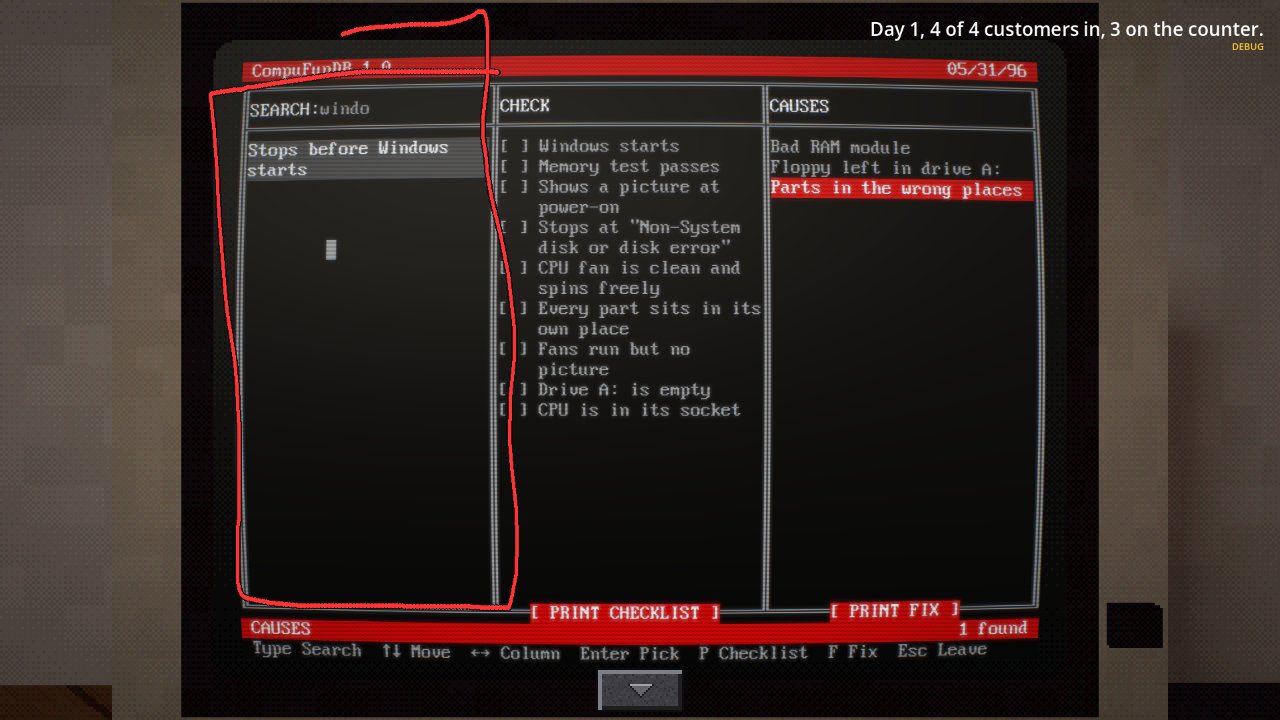 Day 1, 4 of 4 customers in, 3 on the counter.
DEBUG
CompuFunDB 1.0
05/31/96
SEARCH:windo
CHECK
CAUSES
Stops before Windows
starts
[ ] Windows starts
[ ] Memory test passes
[ ] Shows a picture at
power-on
[ ] Stops at "Non-System
disk or disk error"
[ ] CPU fan is clean and
spins freely
[ ] Every part sits in its
own place
[ ] Fans run but no
picture
[ ] Drive A: is empty
[ ] CPU is in its socket
Bad RAM module
Floppy left in drive A:
Parts in the wrong places
[ PRINT CHECKLIST ]
[ PRINT FIX ]
CAUSES
1 found
Type Search ↑↓ Move ↔ Column Enter Pick P Checklist F Fix Esc Leave